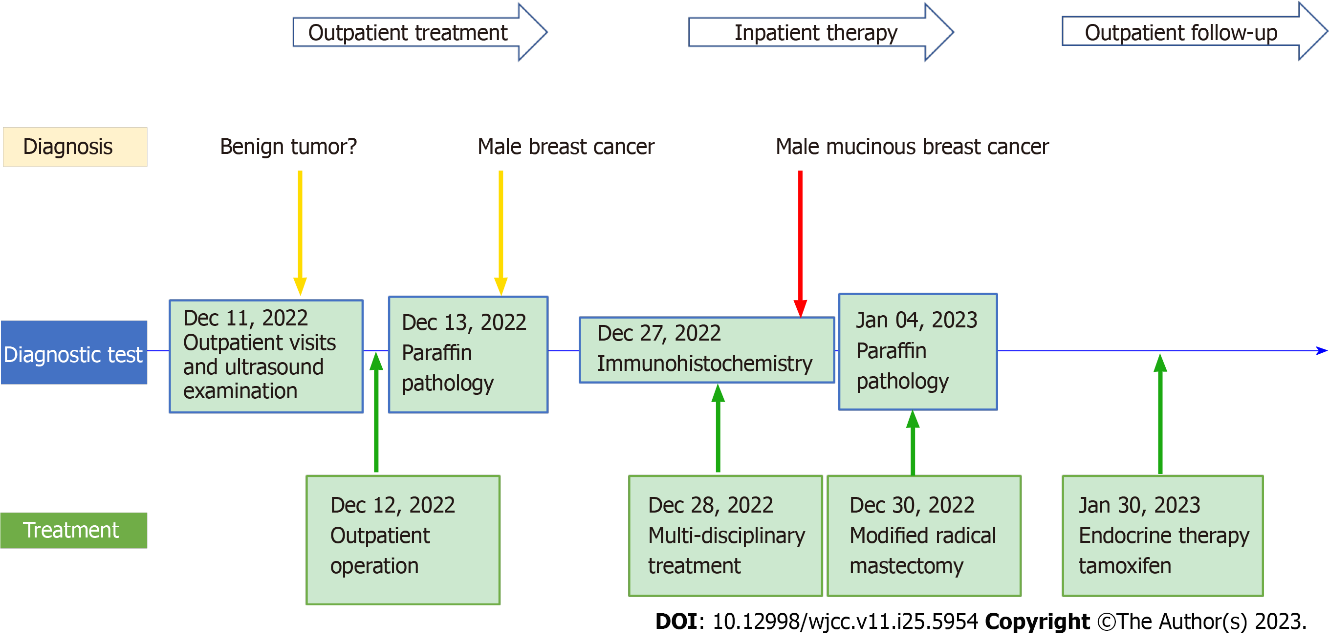 Outpatient treatment
Inpatient therapy
Outpatient follow-up
Diagnosis
Benign tumor?
Male breast cancer
Male mucinous breast cancer
Diagnostic test
Dec 11, 2022
Outpatient visits
and ultrasound
examination
Dec 13, 2022
Paraffin
pathology
Dec 27, 2022
Immunohistochemistry
Jan 04, 2023
Paraffin
pathology
Treatment
Dec 12, 2022
Outpatient
operation
Dec 28, 2022
Multi-disciplinary
treatment
Dec 30, 2022
Modified radical
mastectomy
Jan 30, 2023
Endocrine therapy
tamoxifen
DOI: 10.12998/wjcc.v11.i25.5954 Copyright ©The Author(s) 2023.